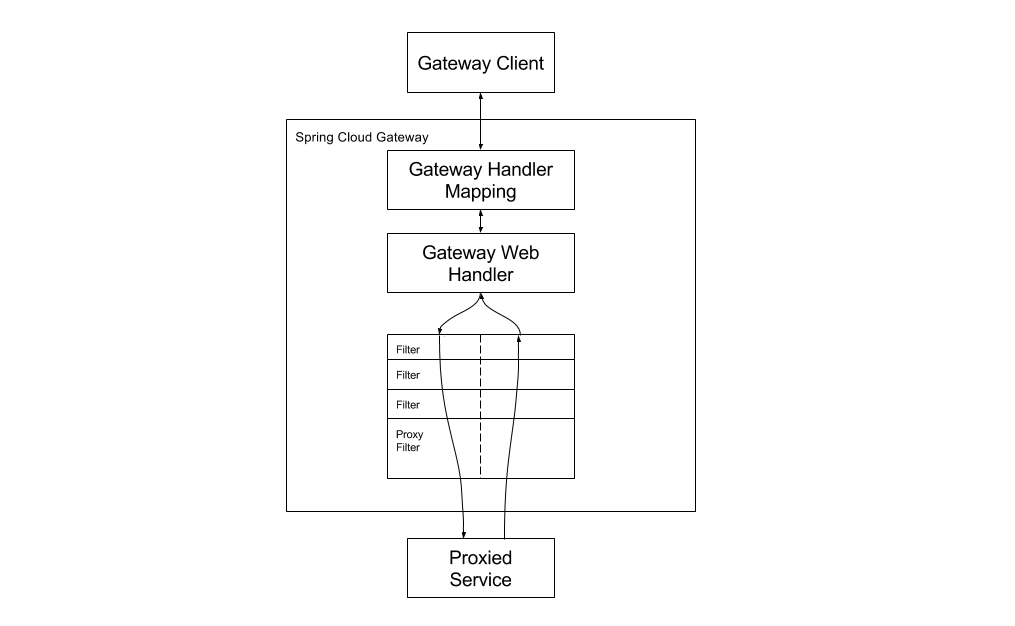 Gateway Client
Spring Cloud Gateway
Gateway Handler
Mapping
Gateway Web
Handler
Filter
Filter
Filter
Proxy
Filter
Proxied
Service